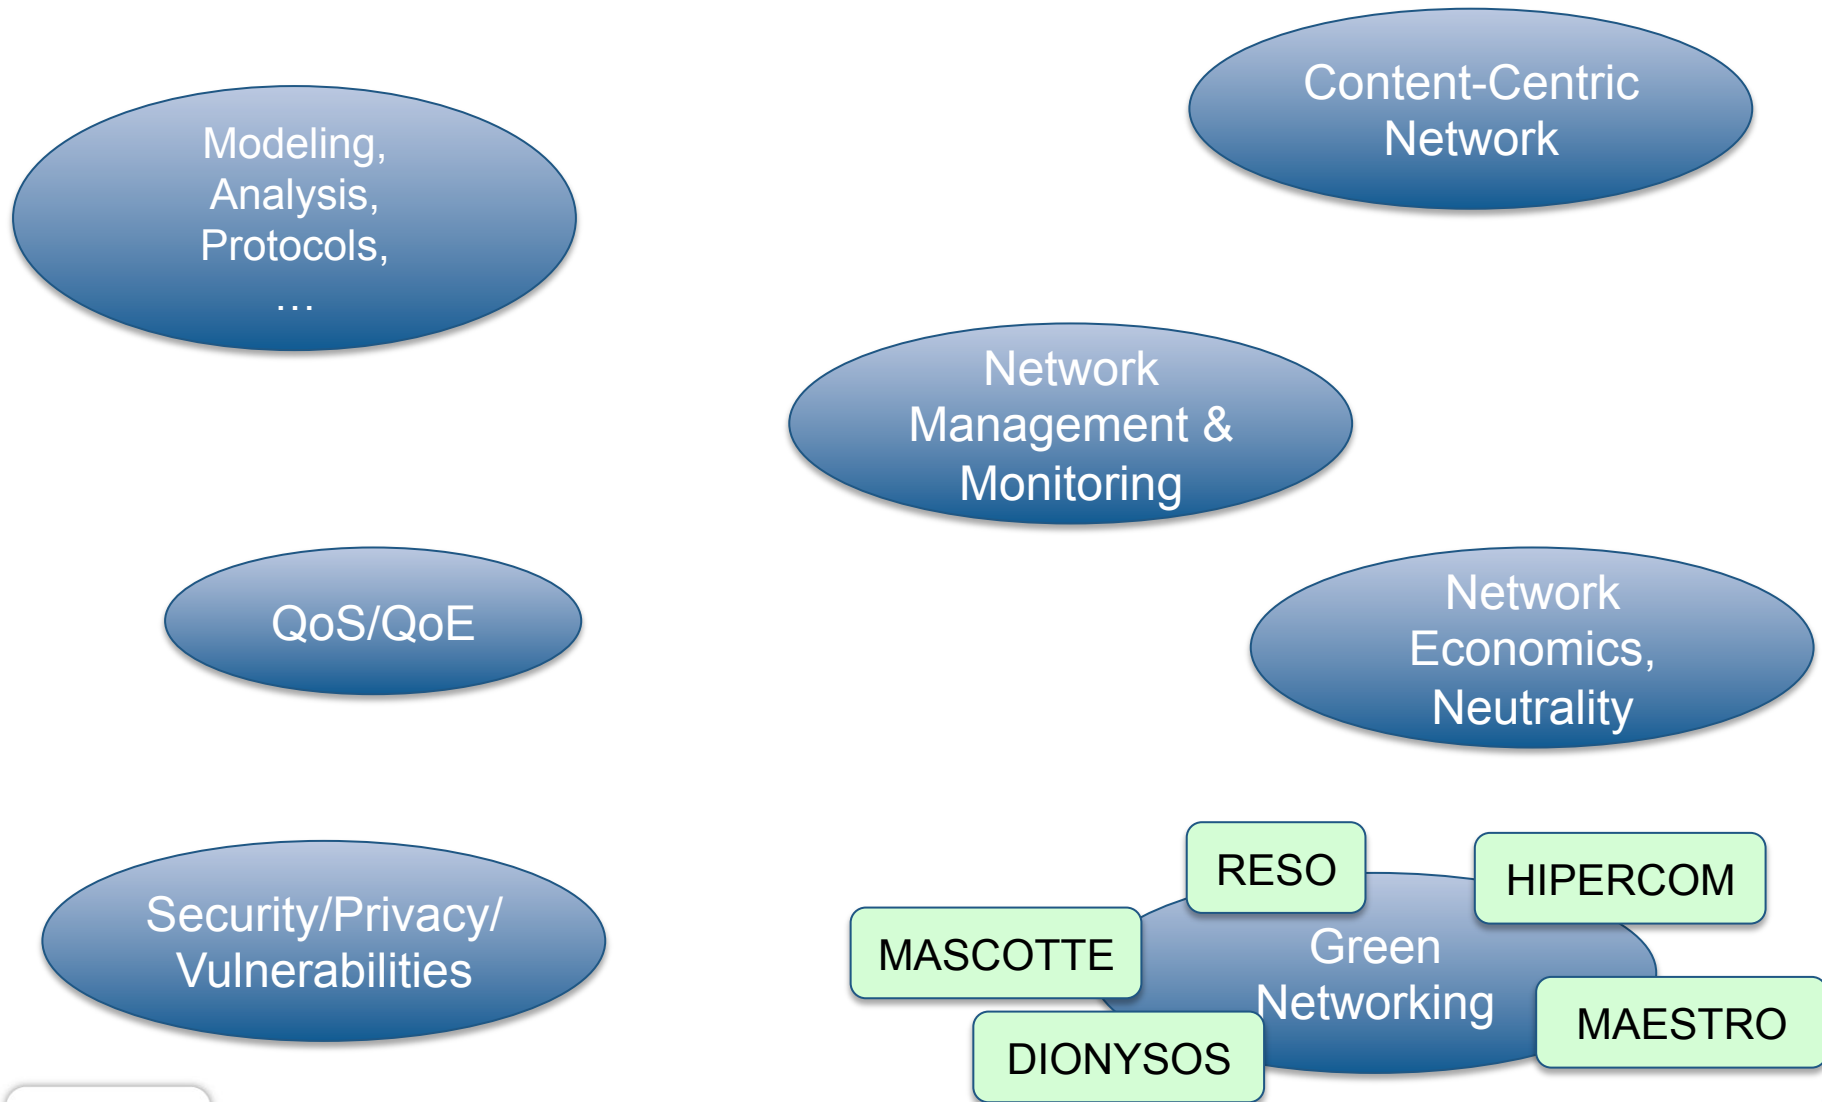 Content-Centric
Network
Modeling,
Analysis,
Protocols,
…
Network
Management &
Monitoring
QoS/QoE
Network
Economics,
Neutrality
Security/Privacy/
Vulnerabilities
RESO
HIPERCOM
MASCOTTE
Green
Networking
MAESTRO
DIONYSOS